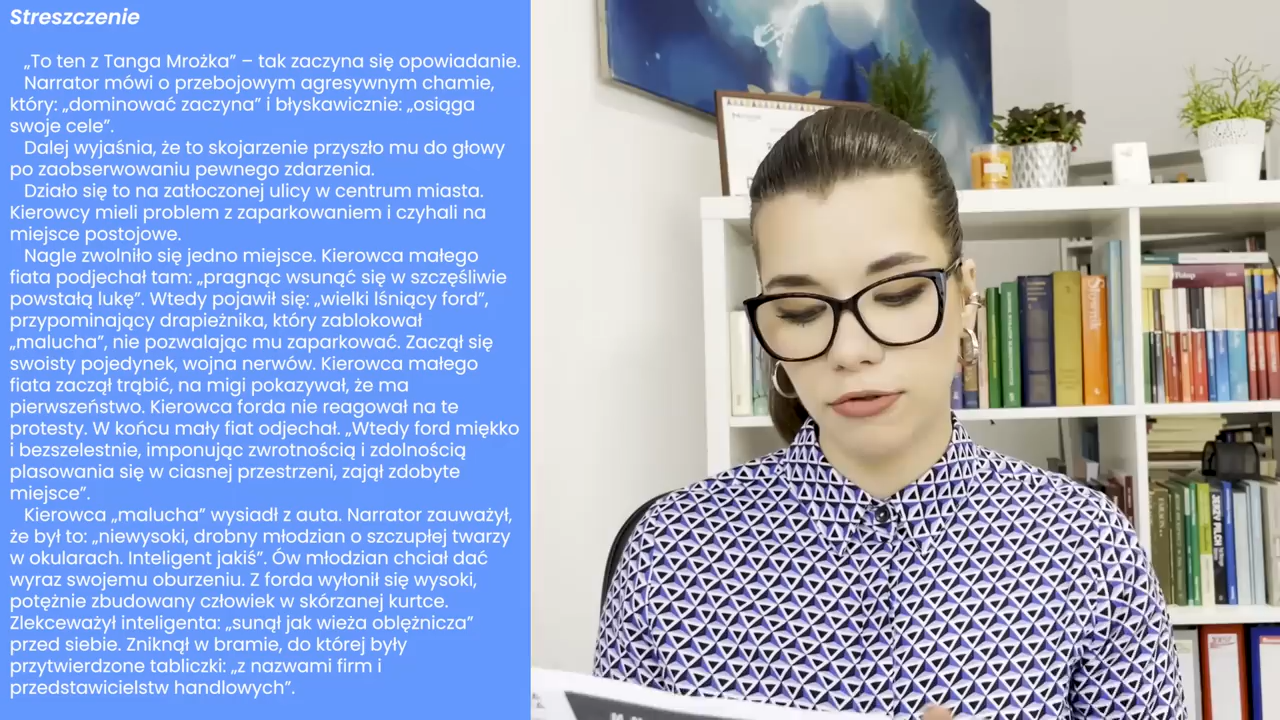 Streszczenie
„To ten z Tanga Mrożka” – tak zaczyna się opowiadanie.
Narrator mówi o przebojowym agresywnym chamie,
który: „dominować zaczyna” i błyskawicznie: „osiąga
swoje cele”.
Dalej wyjaśnia, że to skojarzenie przyszło mu do głowy
po zaobserwowaniu pewnego zdarzenia.
Działo się to na zatłoczonej ulicy w centrum miasta.
Kierowcy mieli problem z zaparkowaniem i czyhali na
miejsce postojowe.
Nagle zwolniło się jedno miejsce. Kierowca małego
fiata podjechał tam: „pragnąc wsunąć się w szczęśliwie
powstałą lukę”. Wtedy pojawił się: „wielki lśniący ford”,
przypominający drapieżnika, który zablokował
„malucha”, nie pozwalając mu zaparkować. Zaczął się
swoisty pojedynek, wojna nerwów. Kierowca małego
fiata zaczął trąbić, na migi pokazywał, że ma
pierwszeństwo. Kierowca forda nie reagował na te
protesty. W końcu mały fiat odjechał. „Wtedy ford miękko
i bezszelestnie, imponując zwrotnością i zdolnością
plasowania się w ciasnej przestrzeni, zajął zdobyte
miejsce”.
Kierowca „malucha” wysiadł z auta. Narrator zauważył,
że był to: „niewysoki, drobny młodzian o szczupłej twarzy
w okularach. Inteligent jakiś”. Ów młodzian chciał dać
wyraz swojemu oburzeniu. Z forda wyłonił się wysoki,
potężnie zbudowany człowiek w skórzanej kurtce.
Zlekceważył inteligenta: „sunął jak wieża oblężnicza”
przed siebie. Zniknął w bramie, do której były
przytwierdzone tabliczki: „z nazwami firm i
przedstawicielstw handlowych”.
Słownik
JERZY PILCH